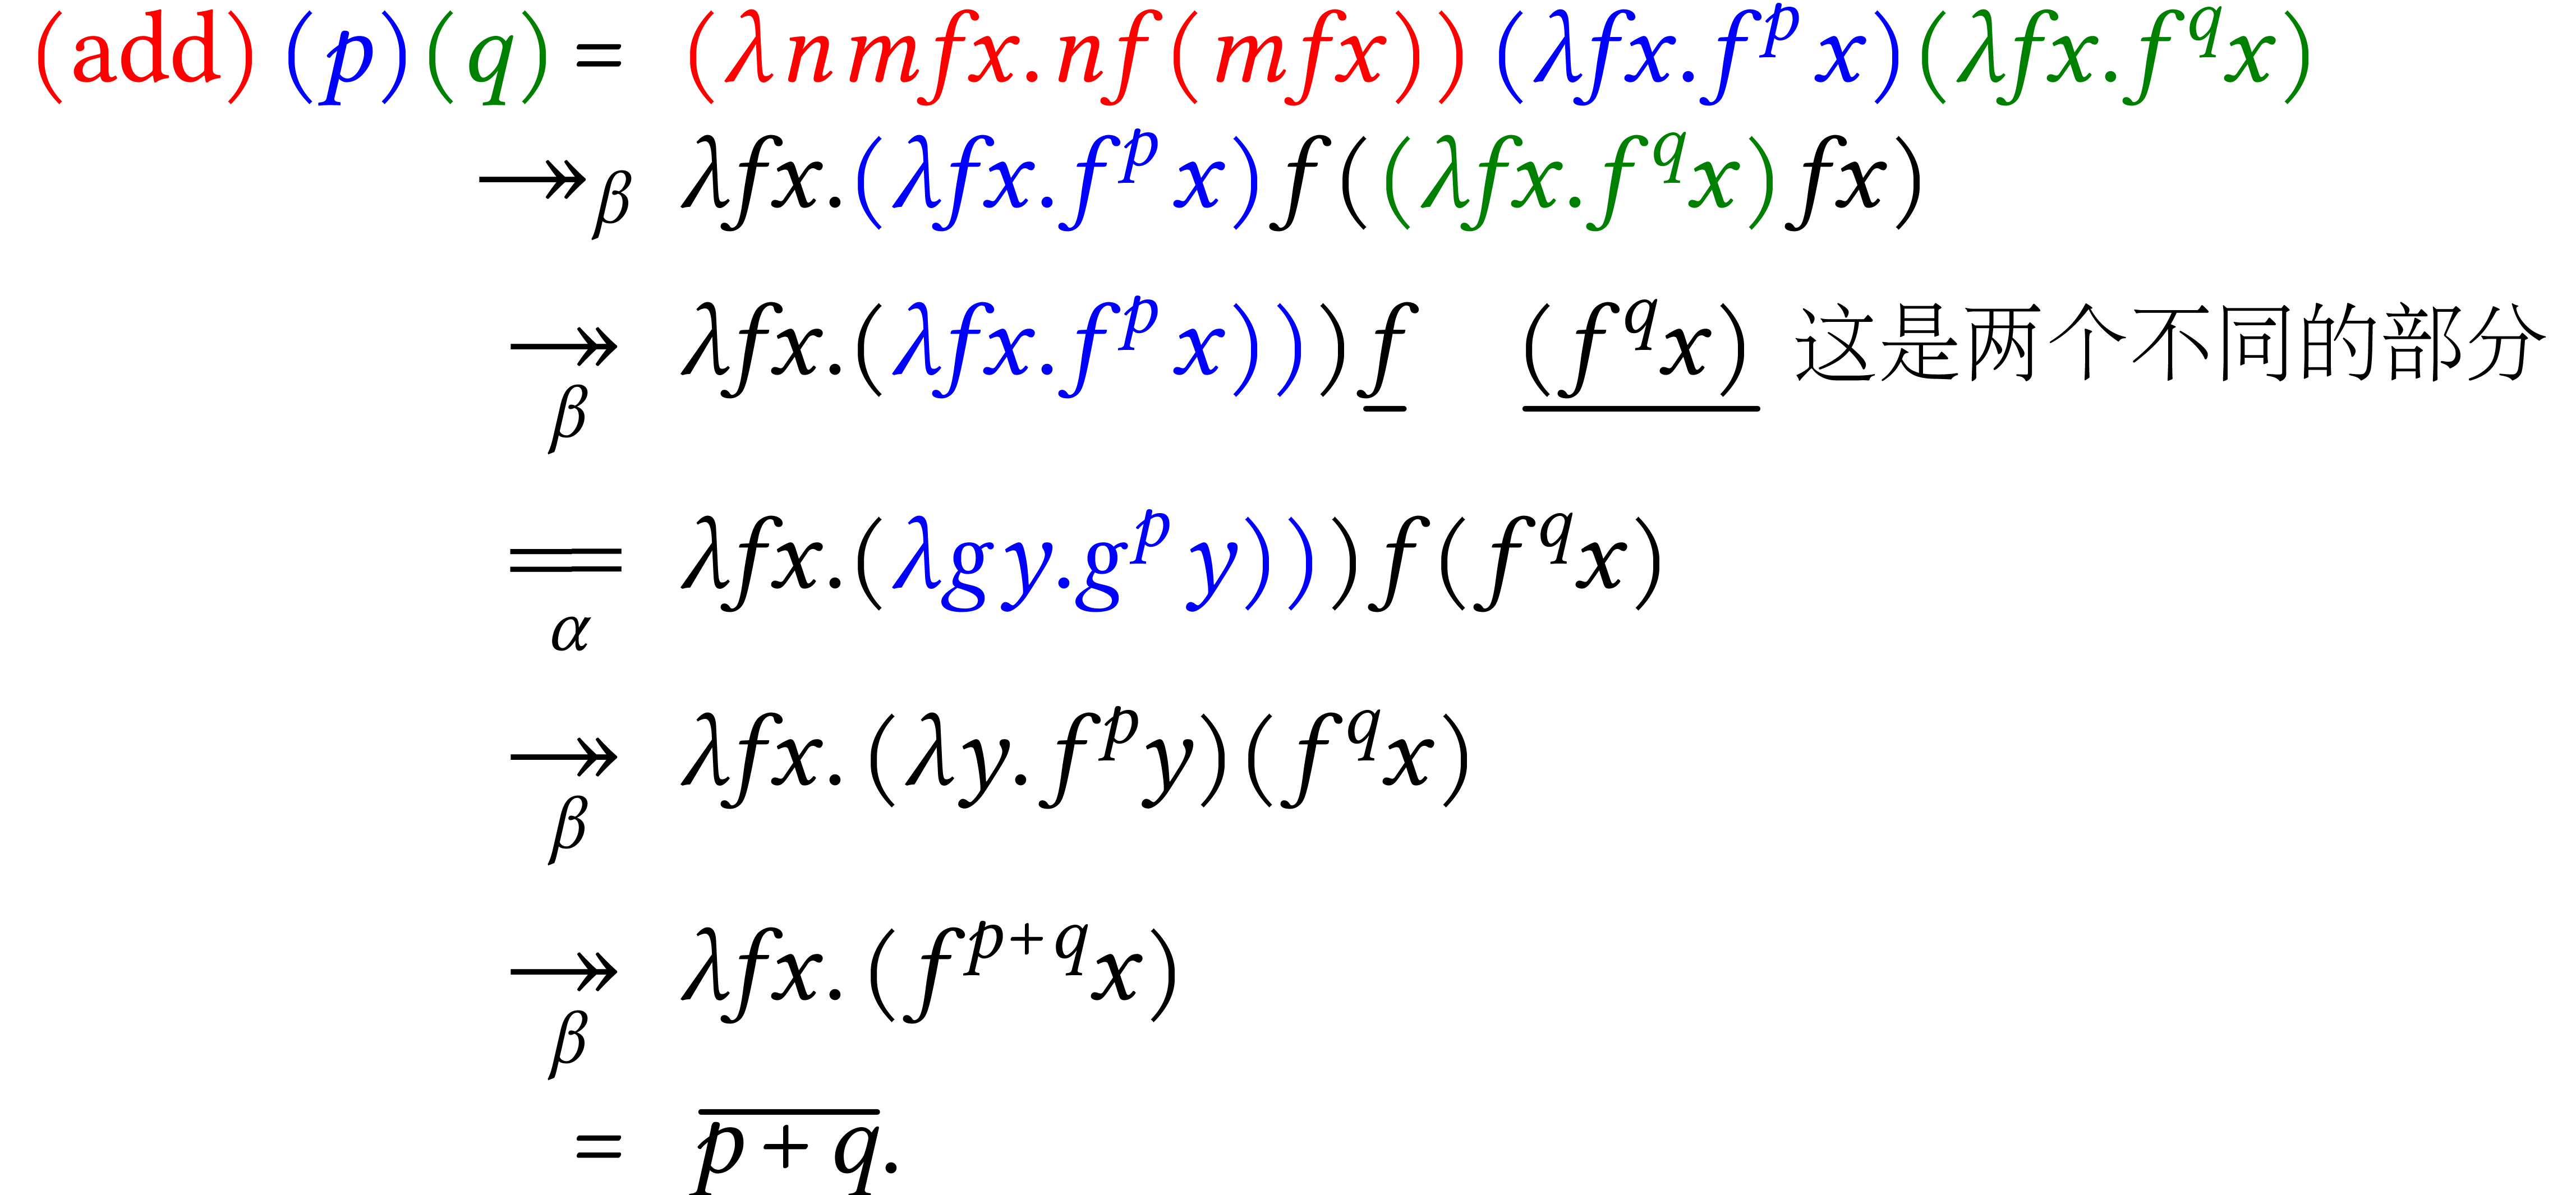 (add) (p)(q) = (λnmfx.nf(mfx)) (λfx.f^p x)(λfx.f^q x)
↠_β λfx.(λfx.f^p x)f((λfx.f^q x)fx)
↠_β λfx.(λfx.f^p x)))f (f^q x) 这是两个不同的部分
=_α λfx.(λgy.g^p y)))f(f^q x)
↠_β λfx.(λy.f^p y)(f^q x)
↠_β λfx.(f^{p+q} x)
= \overline{p + q}.